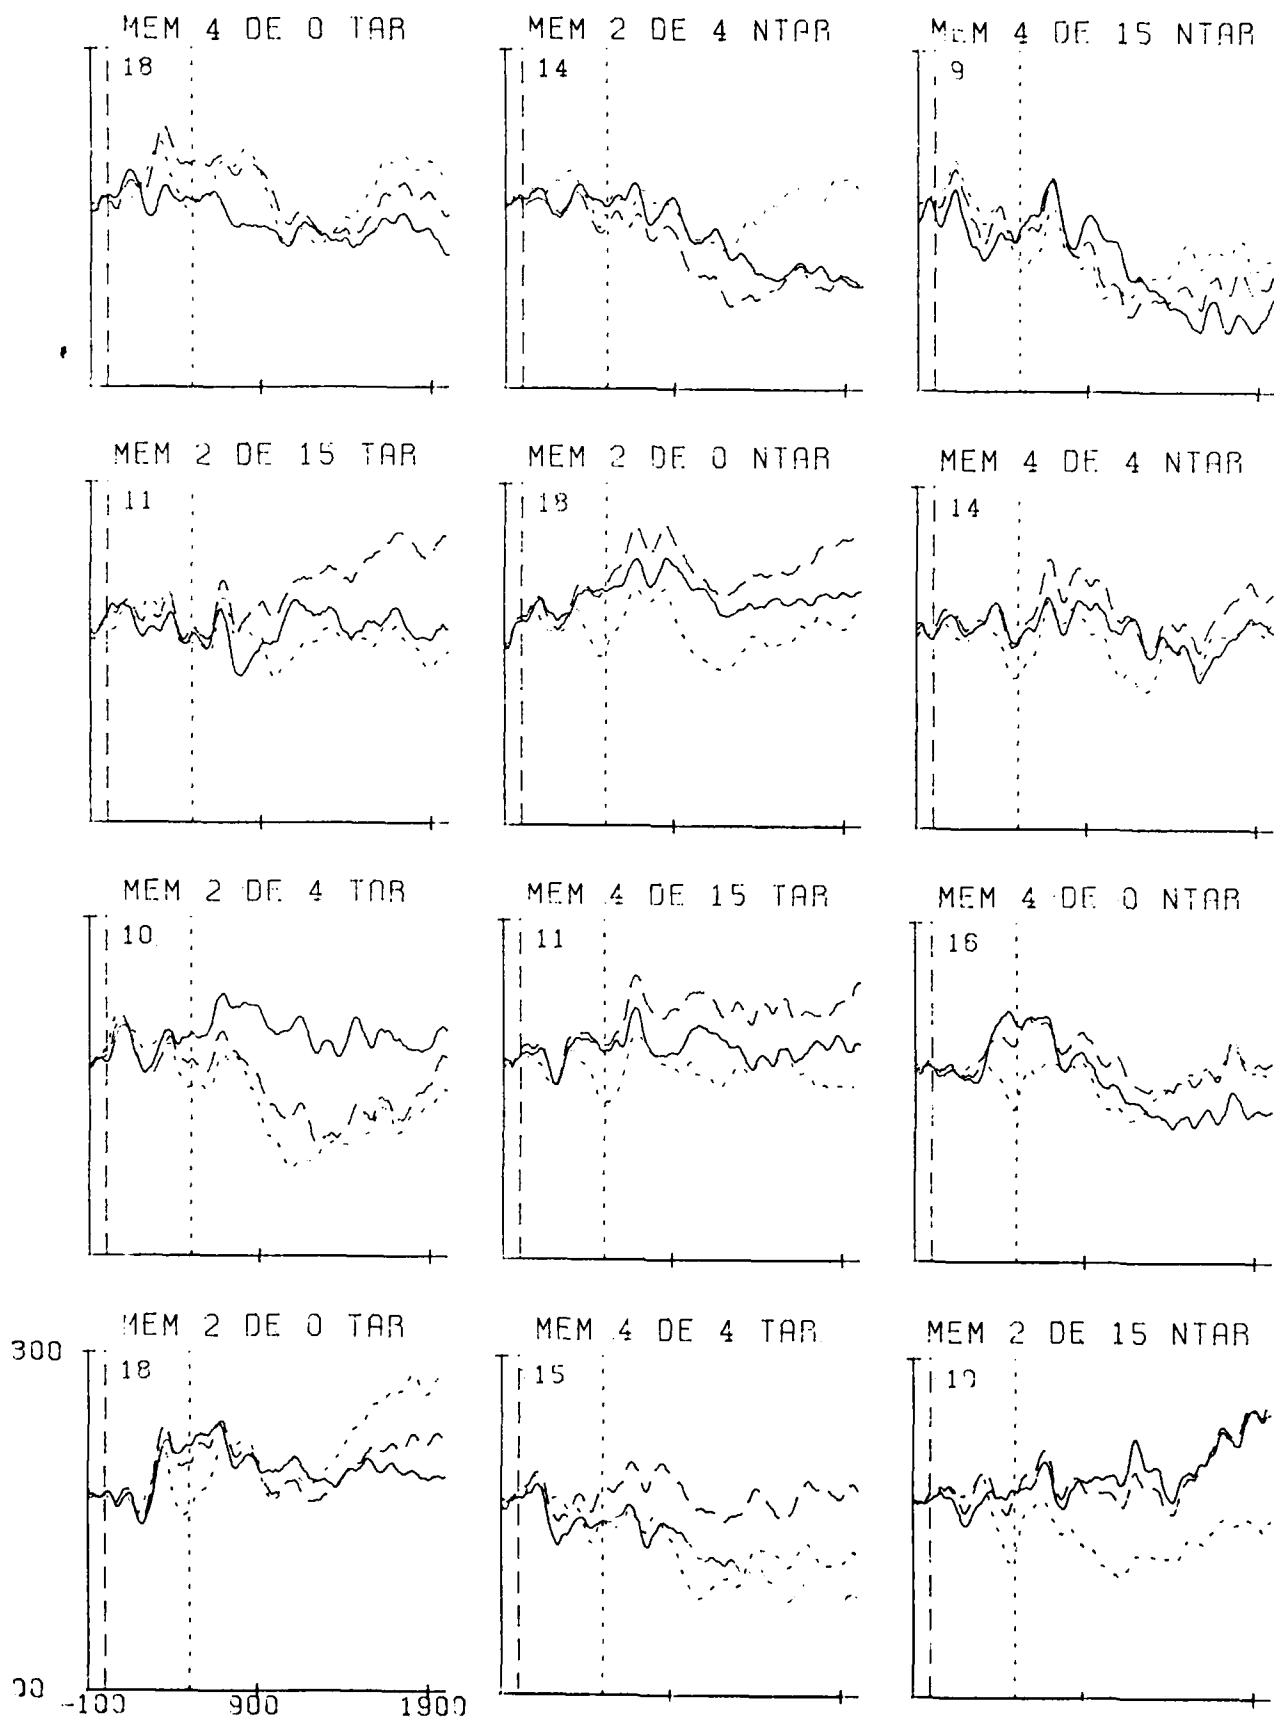 MEM 4 DE 0 TAR MEM 2 DE 4 NTAR MEM 4 DE 15 NTAR
18 14 9
MEM 2 DE 15 TAR MEM 2 DE 0 NTAR MEM 4 DE 4 NTAR
11 18 14
MEM 2 DE 4 TAR MEM 4 DE 15 TAR MEM 4 DE 0 NTAR
10 11 16
MEM 2 DE 0 TAR MEM 4 DE 4 TAR MEM 2 DE 15 NTAR
300 18 15
-100 900 1900